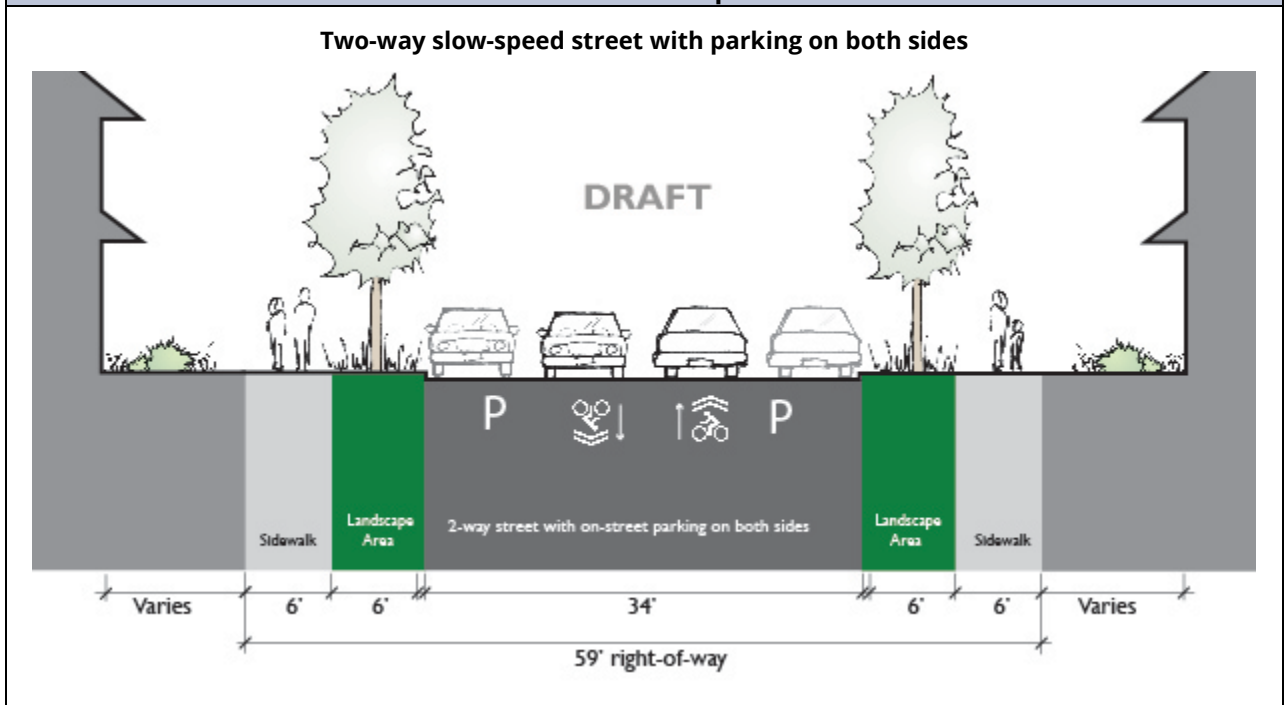 Two-way slow-speed street with parking on both sides
DRAFT
P
P
Sidewalk
Landscape
Area
2-way street with on-street parking on both sides
Landscape
Area
Sidewalk
Varies
6'
6'
34'
6'
6'
Varies
59' right-of-way